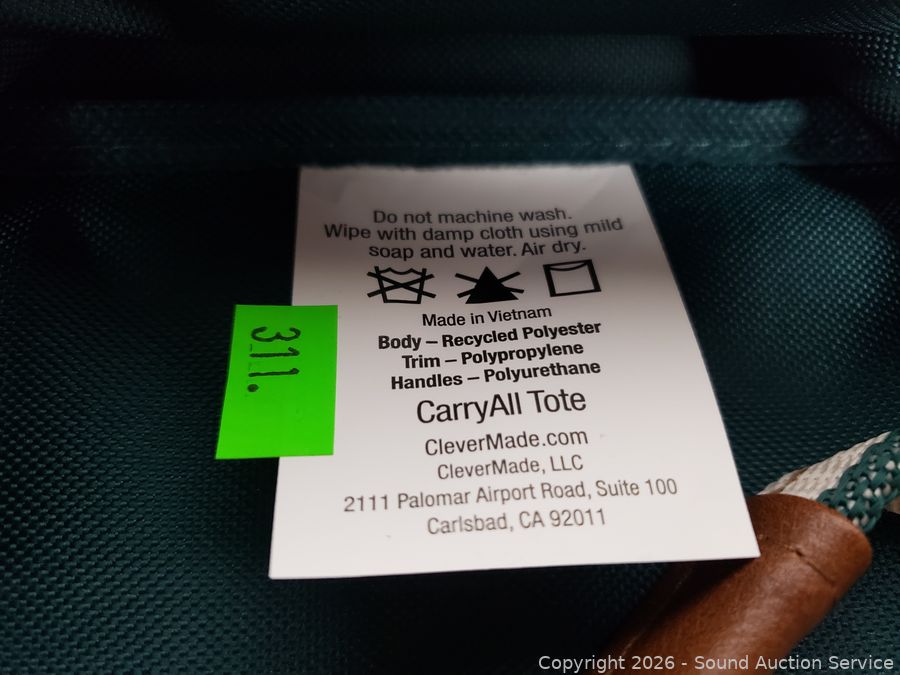 Do not machine wash.
Wipe with damp cloth using mild
soap and water. Air dry.
Made in Vietnam
Body – Recycled Polyester
Trim – Polypropylene
Handles – Polyurethane
CarryAll Tote
CleverMade.com
CleverMade, LLC
2111 Palomar Airport Road, Suite 100
Carlsbad, CA 92011
311.
Copyright 2026 - Sound Auction Service